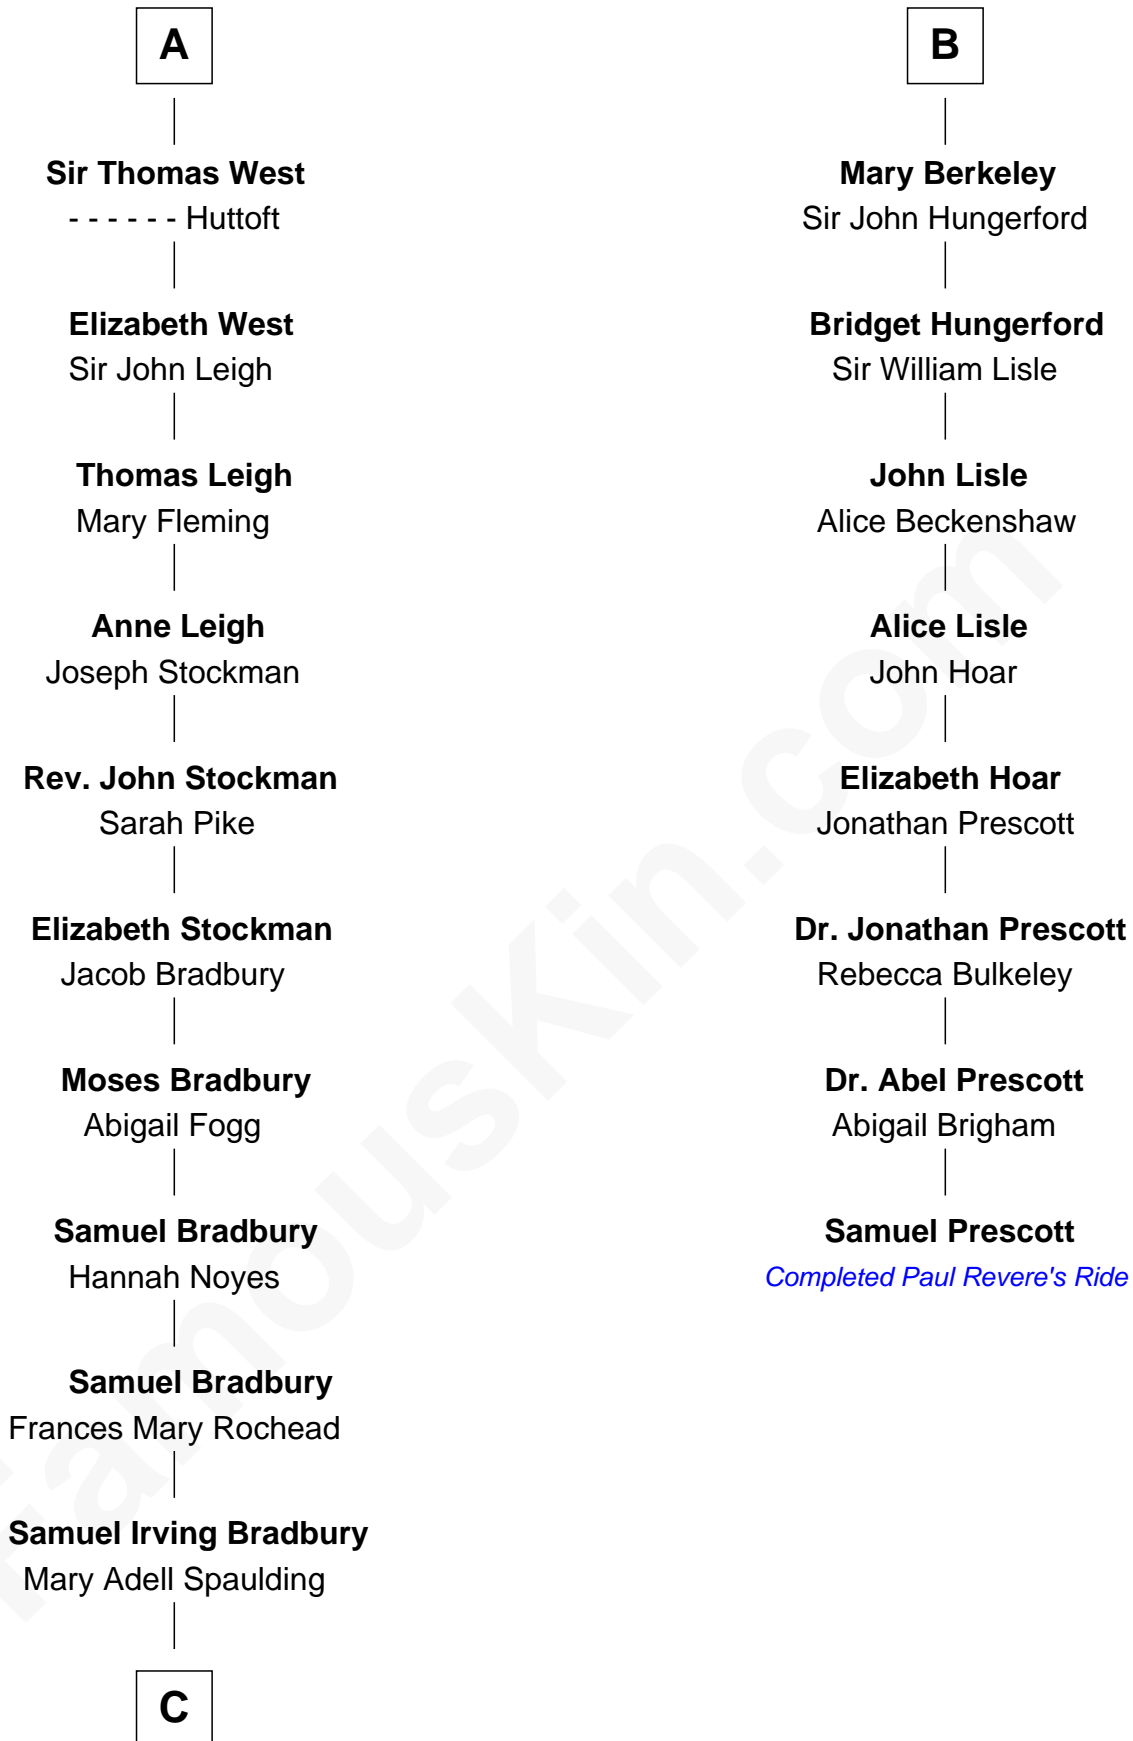 A
Sir Thomas West
- - - - - - Huttoft
Elizabeth West
Sir John Leigh
Thomas Leigh
Mary Fleming
Anne Leigh
Joseph Stockman
Rev. John Stockman
Sarah Pike
Elizabeth Stockman
Jacob Bradbury
Moses Bradbury
Abigail Fogg
Samuel Bradbury
Hannah Noyes
Samuel Bradbury
Frances Mary Rochead
Samuel Irving Bradbury
Mary Adell Spaulding
C
B
Mary Berkeley
Sir John Hungerford
Bridget Hungerford
Sir William Lisle
John Lisle
Alice Beckenshaw
Alice Lisle
John Hoar
Elizabeth Hoar
Jonathan Prescott
Dr. Jonathan Prescott
Rebecca Bulkeley
Dr. Abel Prescott
Abigail Brigham
Samuel Prescott
Completed Paul Revere's Ride
FamousKin.com